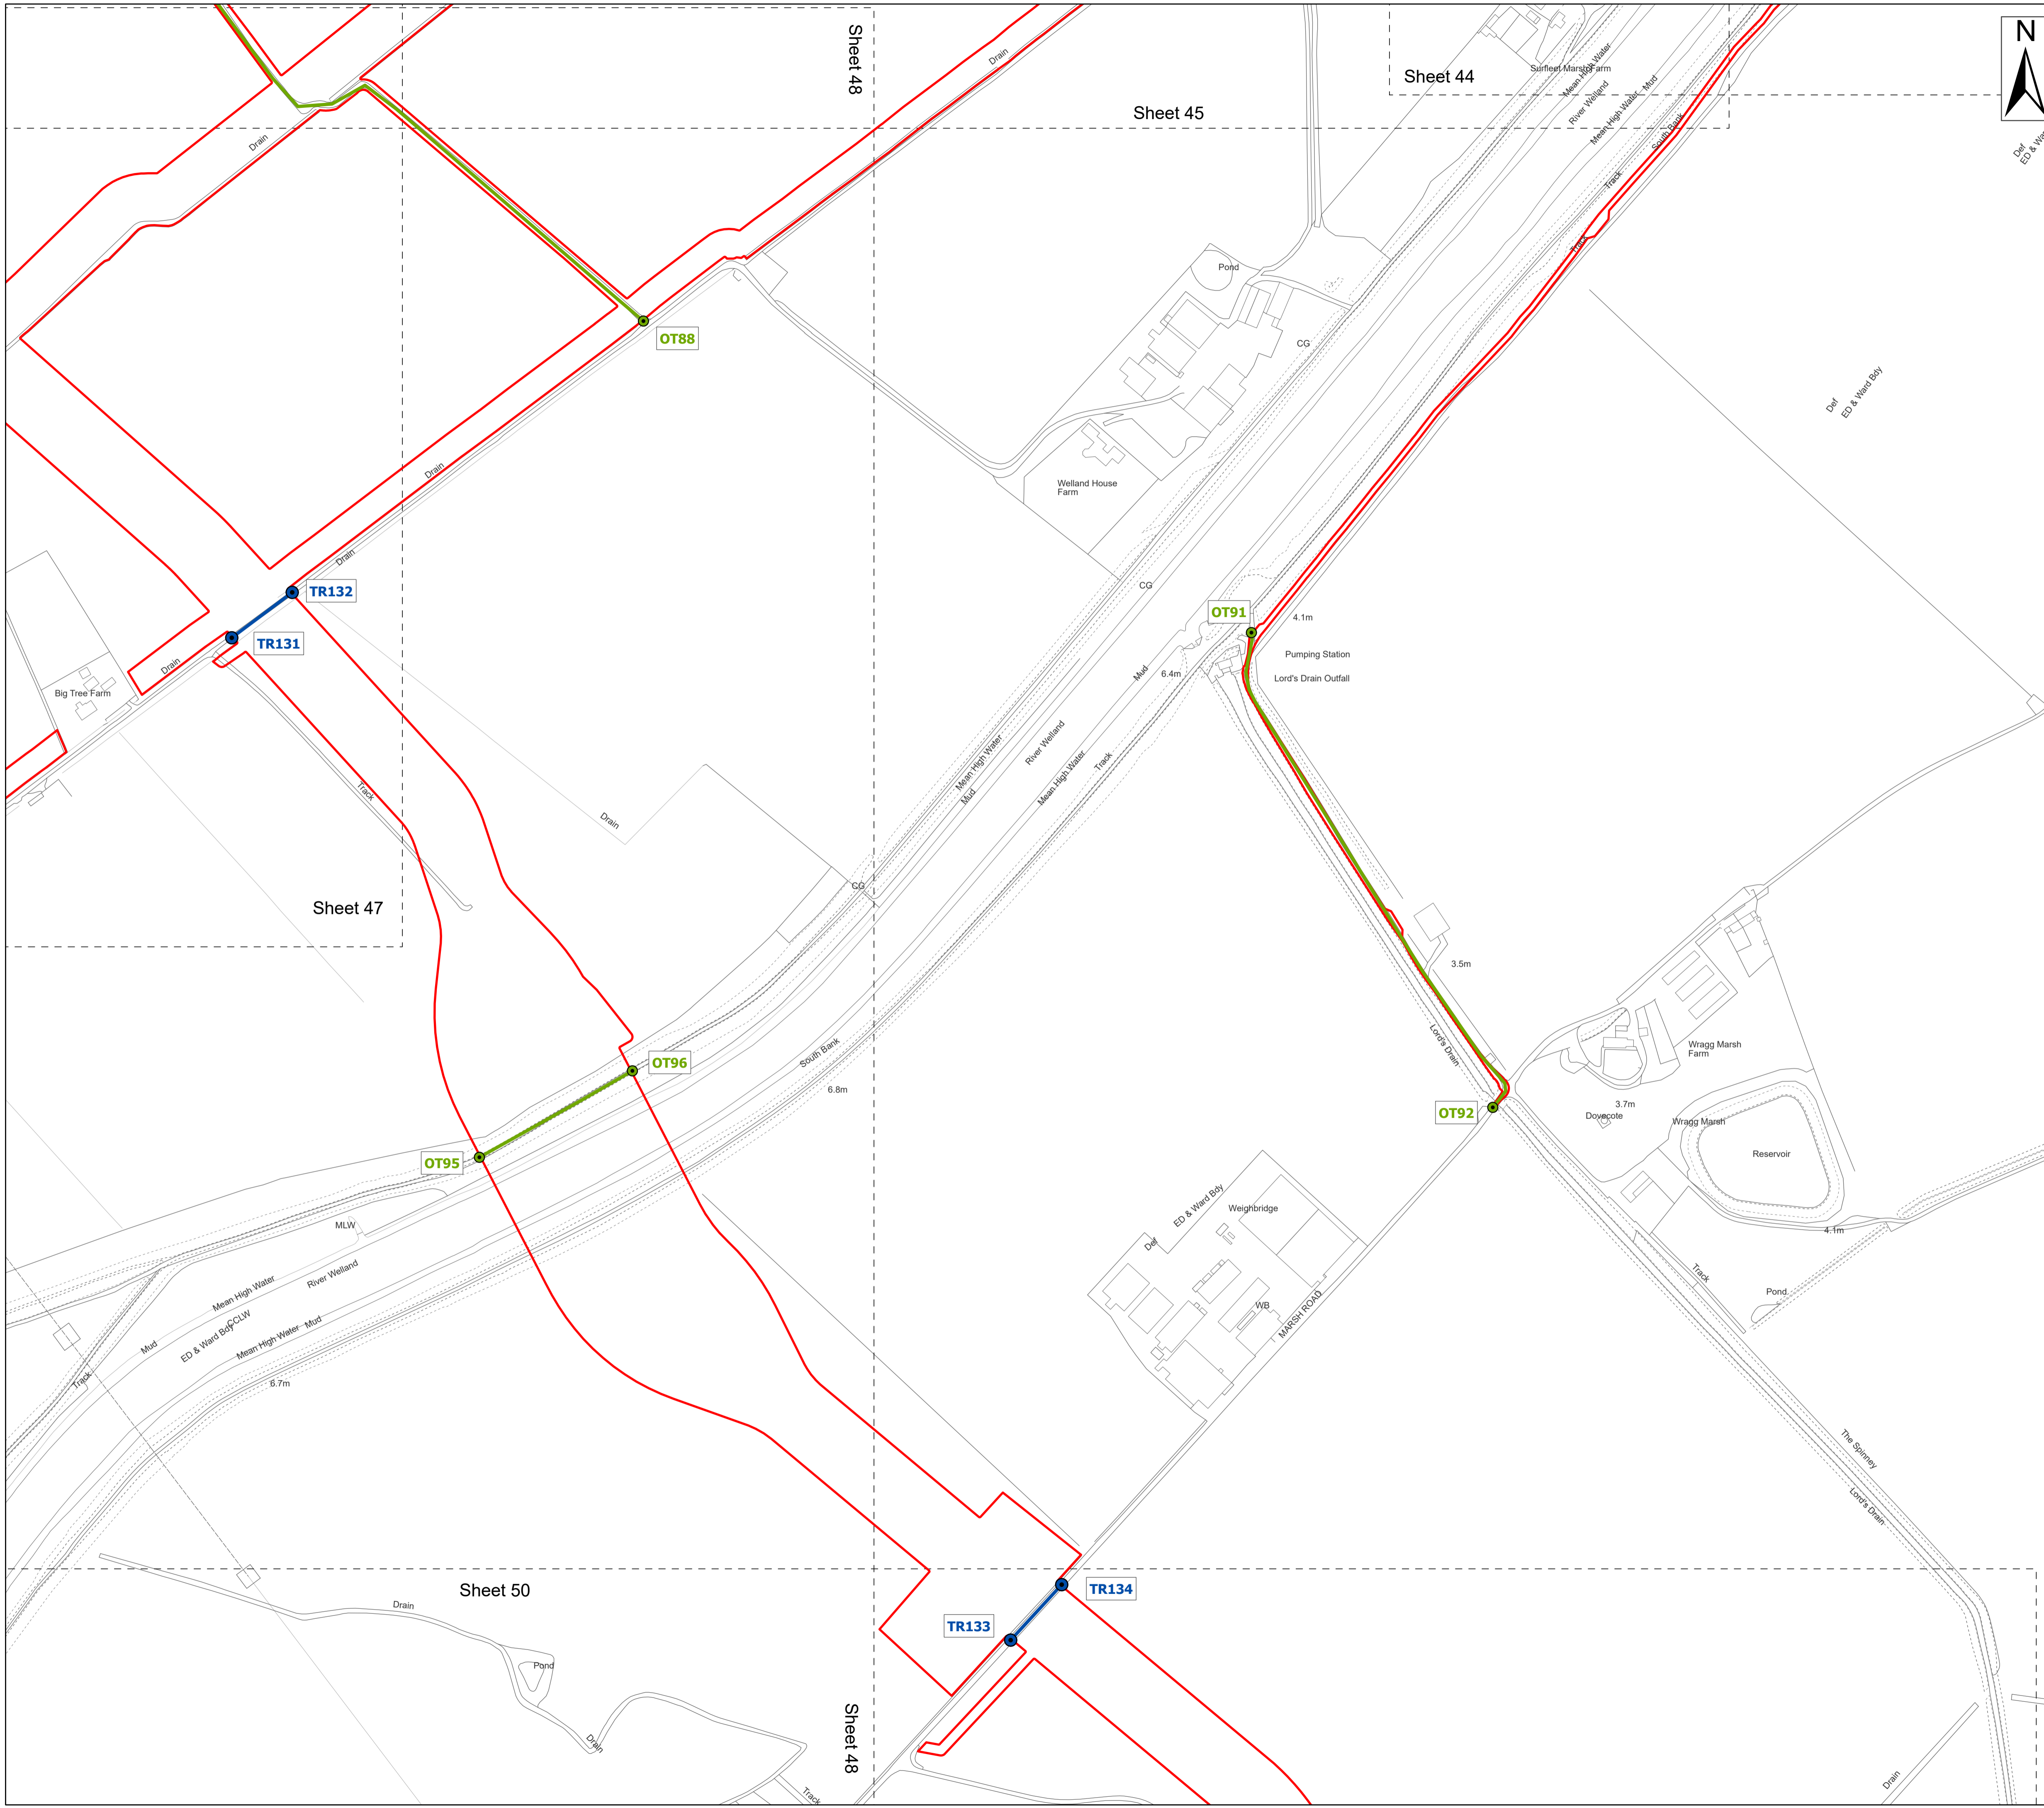 N
Sheet 48
Sheet 45
Sheet 44
Drain
Surfleet Marsh Farm
Mean High Water
River Welland
Mean High Water
Mud
South Bank
Track
Def
Drain
Track
Pond
OT88
CG
Def
ED & Ward Bdy
Drain
Welland House
Farm
Drain
TR132
CG
TR131
OT91
4.1m
Pumping Station
Lord's Drain Outfall
Drain
Big Tree Farm
Mud
6.4m
River Welland
Mean High Water
Mud
Mean High Water
Track
Track
Drain
CG
Sheet 47
3.5m
Lord's Drain
Wragg Marsh
Farm
South Bank
6.8m
OT96
3.7m
Dovecote
OT92
Wragg Marsh
Reservoir
OT95
ED & Ward Bdy
Weighbridge
MLW
4.1m
Def
River Welland
Mean High Water
CCLW
ED & Ward Bdy
Mud
Mean High Water
Mud
Track
6.7m
Track
Pond
WB
MARSH ROAD
The Spinney
Lord's Drain
Sheet 50
Drain
TR134
TR133
Pond
Drain
Sheet 48
Track
Drain